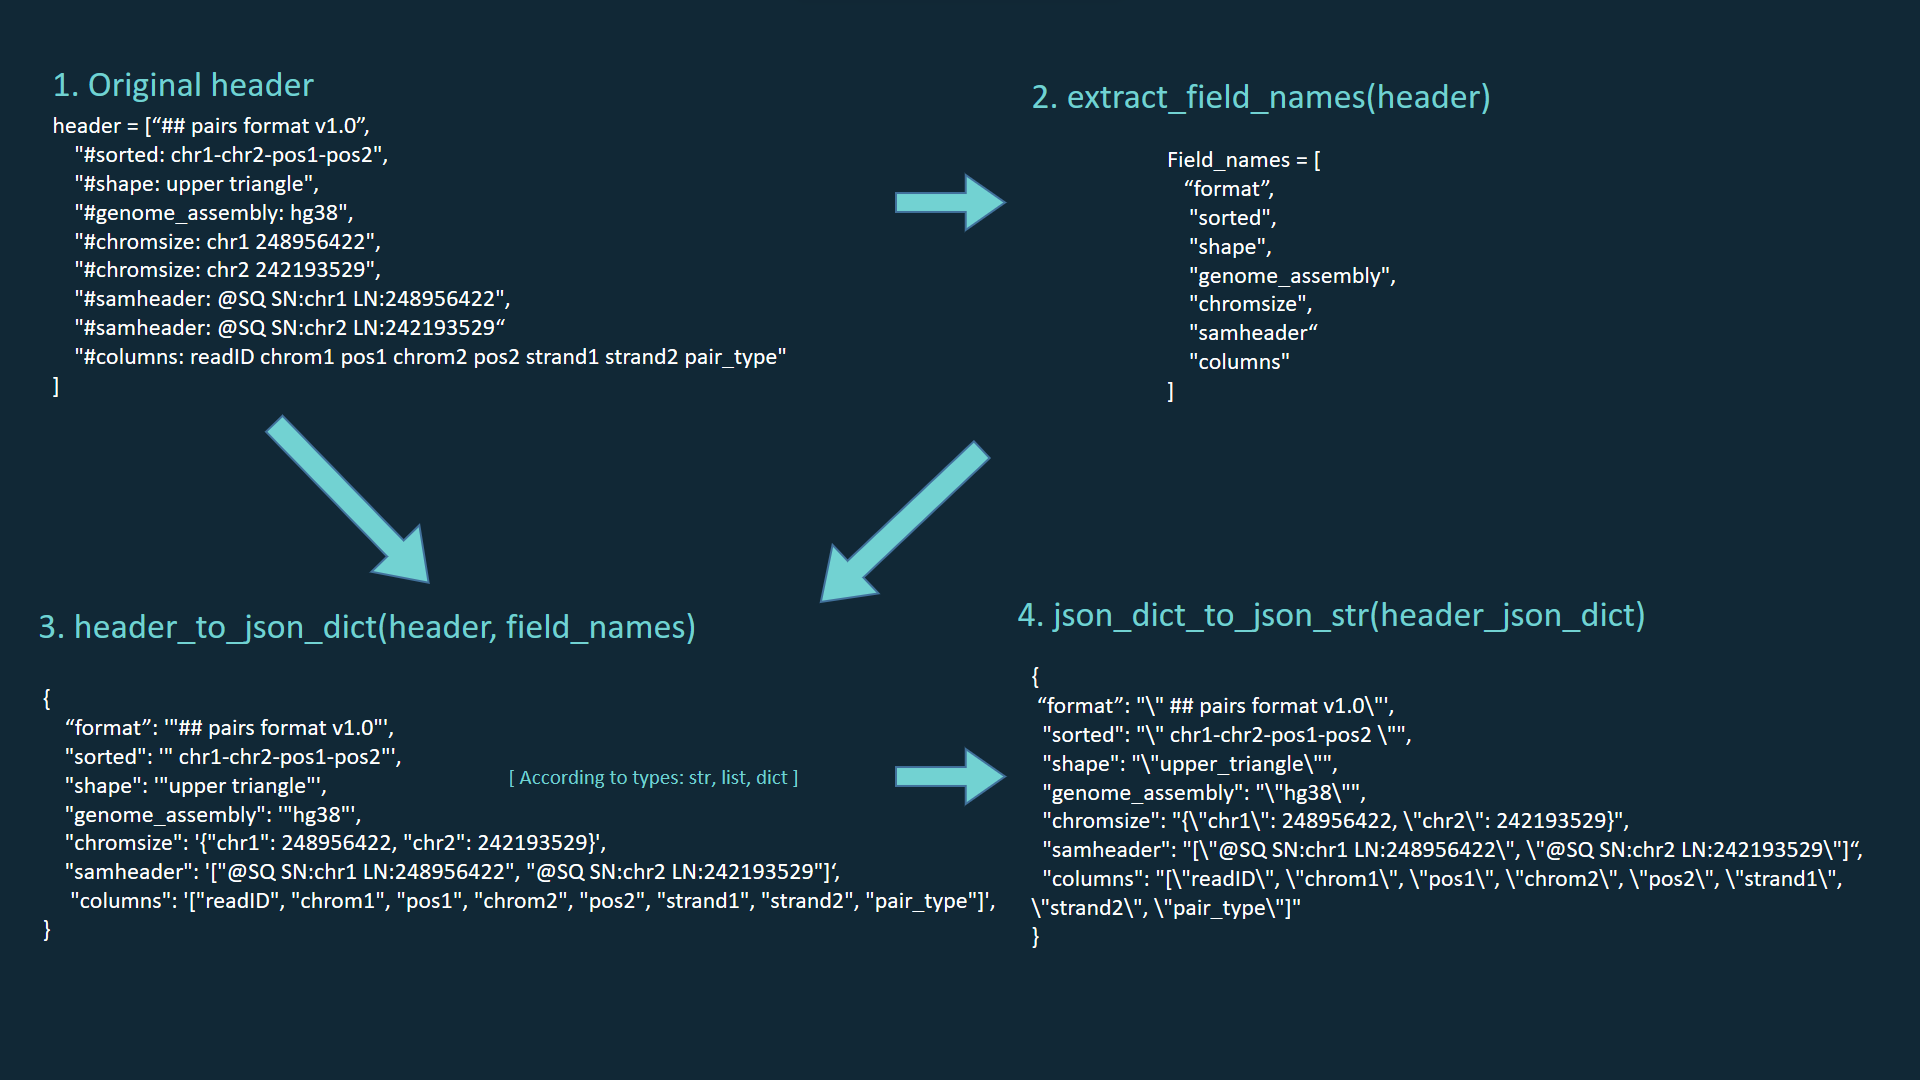 1. Original header
header = [“## pairs format v1.0”,
"#sorted: chr1-chr2-pos1-pos2",
"#shape: upper triangle",
"#genome_assembly: hg38",
"#chromsize: chr1 248956422",
"#chromsize: chr2 242193529",
"#samheader: @SQ SN:chr1 LN:248956422",
"#samheader: @SQ SN:chr2 LN:242193529“
"#columns: readID chrom1 pos1 chrom2 pos2 strand1 strand2 pair_type"
]
2. extract_field_names(header)
Field_names = [
“format”,
"sorted",
"shape",
"genome_assembly",
"chromsize",
"samheader“
"columns"
]
3. header_to_json_dict(header, field_names)
{
“format”: '"## pairs format v1.0"',
"sorted": '" chr1-chr2-pos1-pos2"',
"shape": '"upper triangle"',
"genome_assembly": '"hg38"',
"chromsize": '{"chr1": 248956422, "chr2": 242193529}',
"samheader": '["@SQ SN:chr1 LN:248956422", "@SQ SN:chr2 LN:242193529"]‘,
"columns": '["readID", "chrom1", "pos1", "chrom2", "pos2", "strand1", "strand2", "pair_type"]',
}
[ According to types: str, list, dict ]
4. json_dict_to_json_str(header_json_dict)
{
“format”: "\" ## pairs format v1.0\"',
"sorted": "\" chr1-chr2-pos1-pos2 \"",
"shape": "\"upper_triangle\"",
"genome_assembly": "\"hg38\"",
"chromsize": "{\"chr1\": 248956422, \"chr2\": 242193529}",
"samheader": "[\"@SQ SN:chr1 LN:248956422\", \"@SQ SN:chr2 LN:242193529\"]“,
"columns": "[\"readID\", \"chrom1\", \"pos1\", \"chrom2\", \"pos2\", \"strand1\",
\"strand2\", \"pair_type\"]"
}